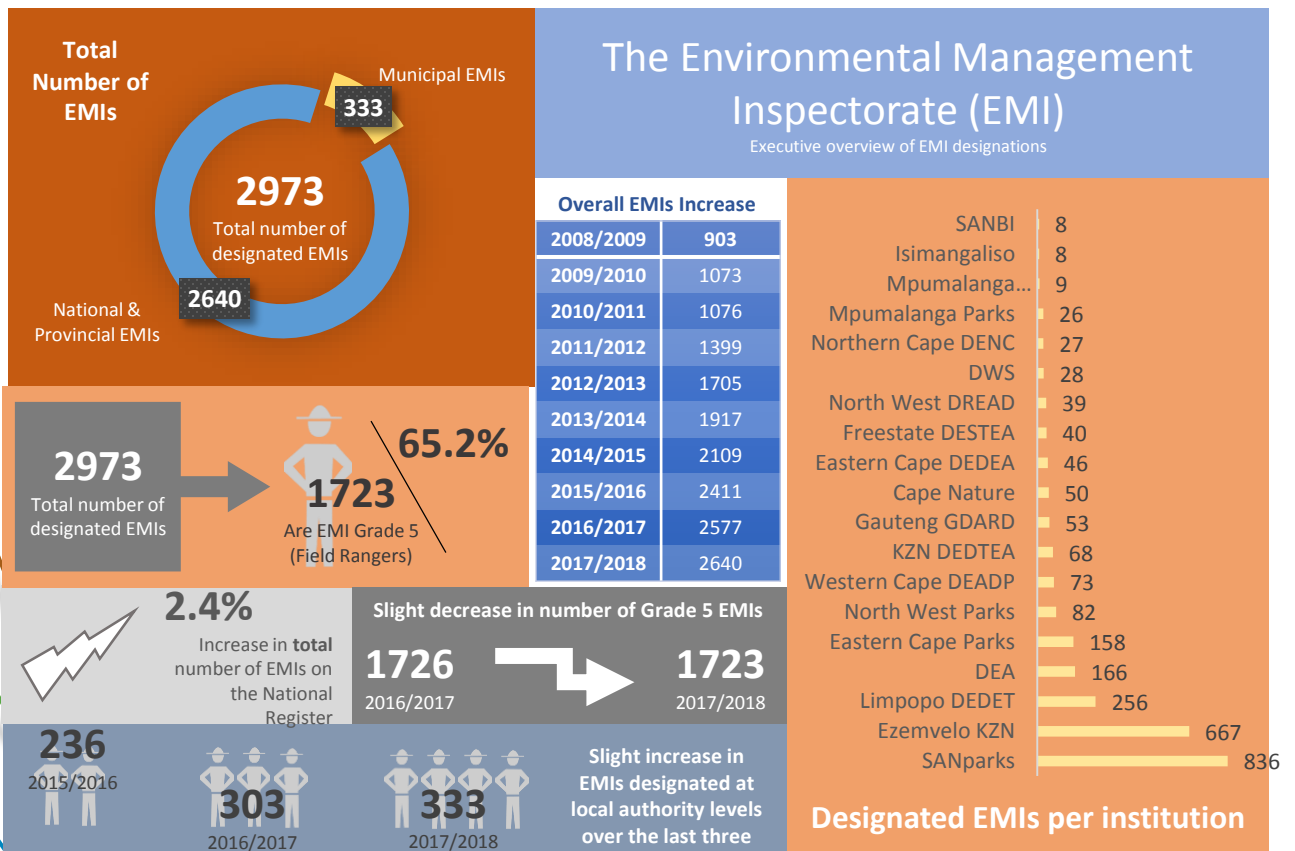 Total
Number of
EMIs
Municipal EMIs
333
2973
Total number of
designated EMIs
2640
National &
Provincial EMIs
The Environmental Management
Inspectorate (EMI)
Executive overview of EMI designations
2973
Total number of
designated EMIs
65.2%
1723
Are EMI Grade 5
(Field Rangers)
Overall EMIs Increase
2008/2009 903
2009/2010 1073
2010/2011 1076
2011/2012 1399
2012/2013 1705
2013/2014 1917
2014/2015 2109
2015/2016 2411
2016/2017 2577
2017/2018 2640
SANBI 8
Isimangaliso 8
Mpumalanga... 9
Mpumalanga Parks 26
Northern Cape DENC 27
DWS 28
North West DREAD 39
Freestate DESTEA 40
Eastern Cape DEDEA 46
Cape Nature 50
Gauteng GDARD 53
KZN DEDTEA 68
Western Cape DEADP 73
North West Parks 82
Eastern Cape Parks 158
DEA 166
Limpopo DEDET 256
Ezemvelo KZN 667
SANparks 836
Designated EMIs per institution
2.4%
Increase in total
number of EMIs on
the National
Register
Slight decrease in number of Grade 5 EMIs
1726
2016/2017
1723
2017/2018
236
2015/2016
303
2016/2017
333
2017/2018
Slight increase in
EMIs designated at
local authority levels
over the last three